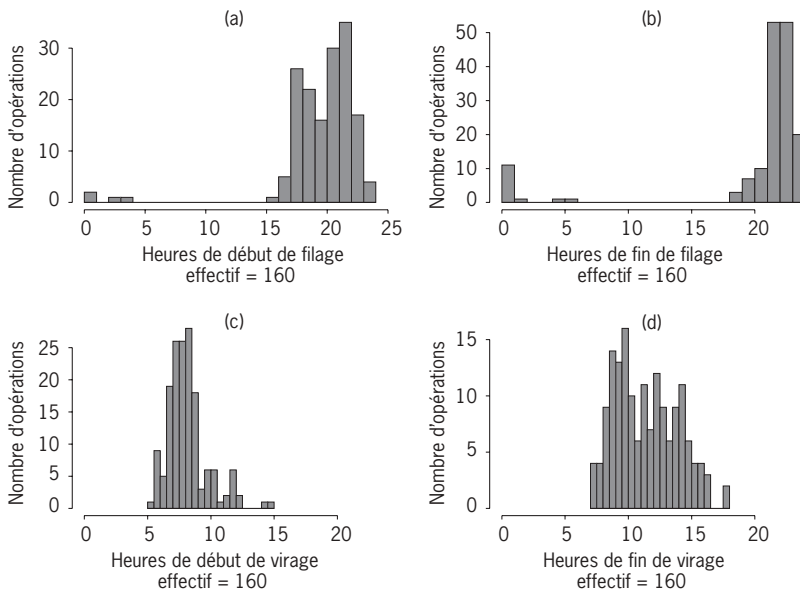 (a)
Nombre d'opérations
30
20
10
0
0 5 10 15 20 25
Heures de début de filage
effectif = 160
(b)
Nombre d'opérations
50
40
30
20
10
0
0 5 10 15 20
Heures de fin de filage
effectif = 160
(c)
Nombre d'opérations
25
20
15
10
5
0
0 5 10 15 20
Heures de début de virage
effectif = 160
(d)
Nombre d'opérations
15
10
5
0
0 5 10 15 20
Heures de fin de virage
effectif = 160